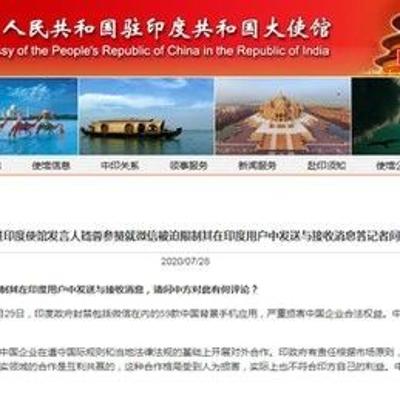 人民共和国驻印度共和国大使馆
ssy of the People's Republic of China in the Republic of India
使馆信息 中印关系 领事服务 新闻服务 赴印须知 使馆公
驻印度使馆发言人嵇蓉参赞就微信被迫限制其在印度用户中发送与接收消息答记者问
2020/07/28
制其在印度用户中发送与接收消息，请问中方对此有何评论？
月29日，印度政府封禁包括微信在内的59款中国背景手机应用，严重损害中国企业合法权益。中
中国企业在遵守国际规则和当地法律法规的基础上开展对外合作。印政府有责任根据市场原则，
实领域的合作是互利共赢的，这种合作格局受到人为损害，实际上也不符合印方自己的利益。中